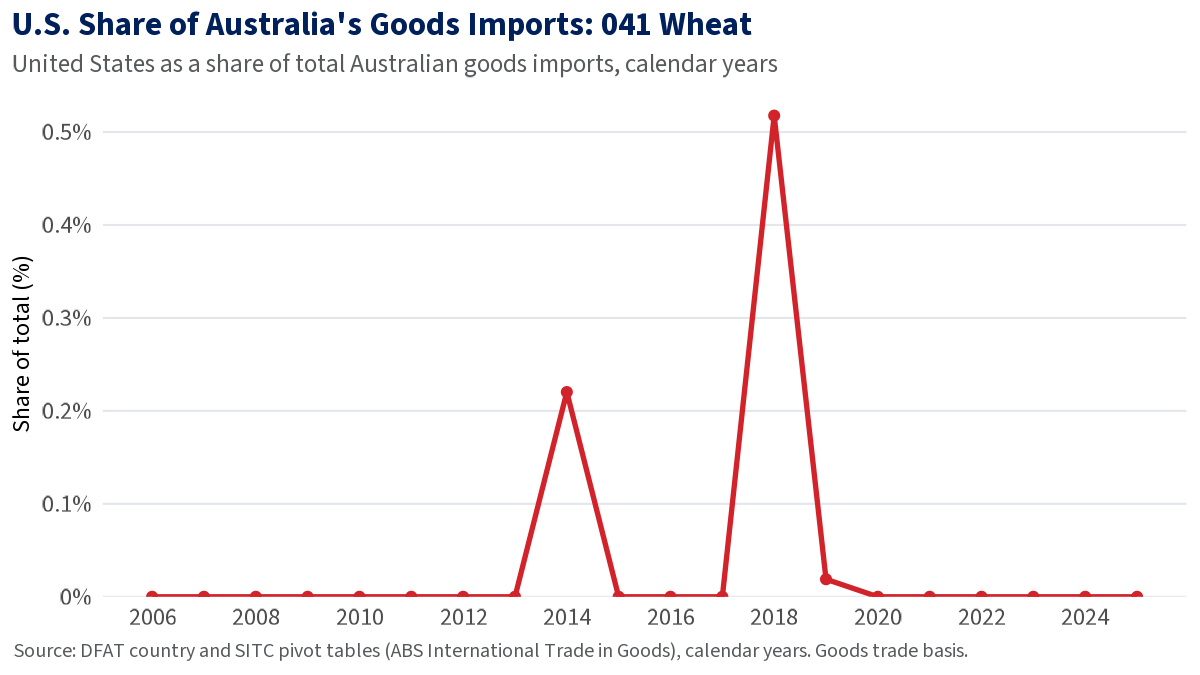 U.S. Share of Australia's Goods Imports: 041 Wheat
United States as a share of total Australian goods imports, calendar years
Share of total (%)
0.5%
0.4%
0.3%
0.2%
0.1%
0%
2006 2008 2010 2012 2014 2016 2018 2020 2022 2024
Source: DFAT country and SITC pivot tables (ABS International Trade in Goods), calendar years. Goods trade basis.